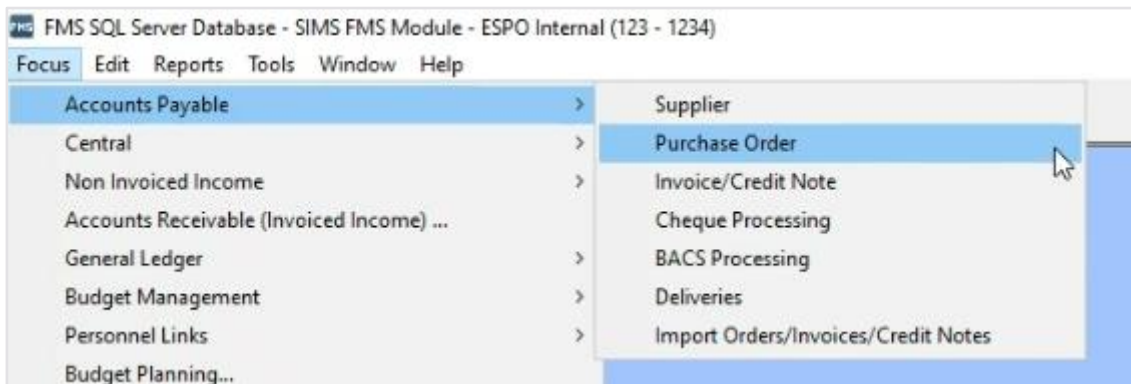 FMS FMS SQL Server Database - SIMS FMS Module - ESPO Internal (123 - 1234)
Focus Edit Reports Tools Window Help
Accounts Payable > Supplier
Central > Purchase Order
Non Invoiced Income > Invoice/Credit Note
Accounts Receivable (Invoiced Income) ... Cheque Processing
General Ledger > BACS Processing
Budget Management > Deliveries
Personnel Links > Import Orders/Invoices/Credit Notes
Budget Planning...